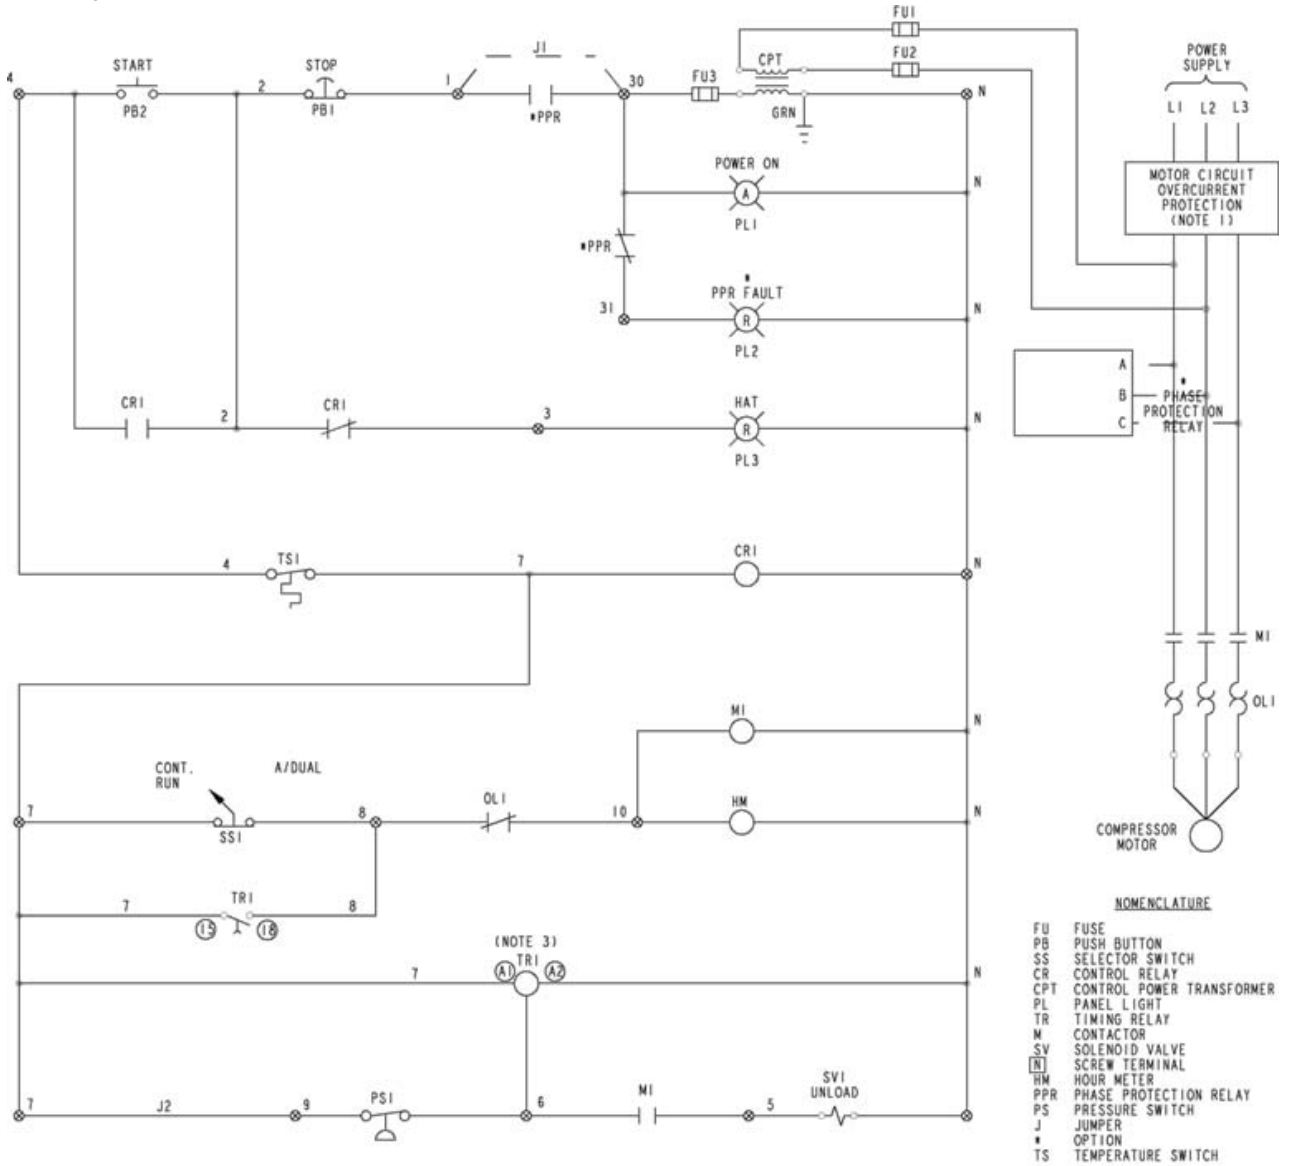 FU1
FU2
J1
CPT
START
STOP
4
2
1
30
FU3
N
PB2
PB1
*PPR
GRN
POWER
SUPPLY
L1 L2 L3
MOTOR CIRCUIT
OVERCURRENT
PROTECTION
(NOTE 1)
POWER ON
A
N
PL1
*PPR
*
PPR FAULT
31
R
N
PL2
A
B
C
*
PHASE
PROTECTION
RELAY
CR1
2
CR1
3
HAT
R
N
PL3
4
TS1
7
CR1
N
M1
OL1
M1
N
CONT.
RUN
A/DUAL
7
SS1
8
OL1
10
HM
N
COMPRESSOR
MOTOR
7
TR1
8
15
18
(NOTE 3)
7
A1
TR1
A2
N
7
J2
9
PS1
6
M1
5
SV1
UNLOAD
NOMENCLATURE
FU FUSE
PB PUSH BUTTON
SS SELECTOR SWITCH
CR CONTROL RELAY
CPT CONTROL POWER TRANSFORMER
PL PANEL LIGHT
TR TIMING RELAY
M CONTACTOR
SV SOLENOID VALVE
N SCREW TERMINAL
HM HOUR METER
PPR PHASE PROTECTION RELAY
PS PRESSURE SWITCH
J JUMPER
* OPTION
TS TEMPERATURE SWITCH